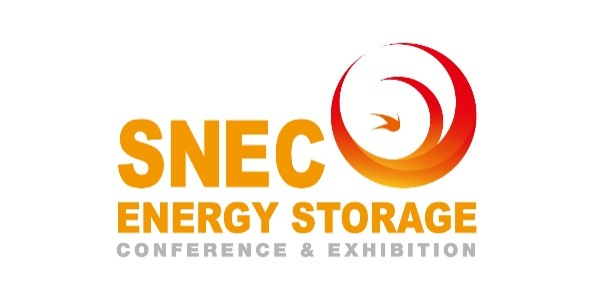 SNEC
ENERGY STORAGE
CONFERENCE & EXHIBITION